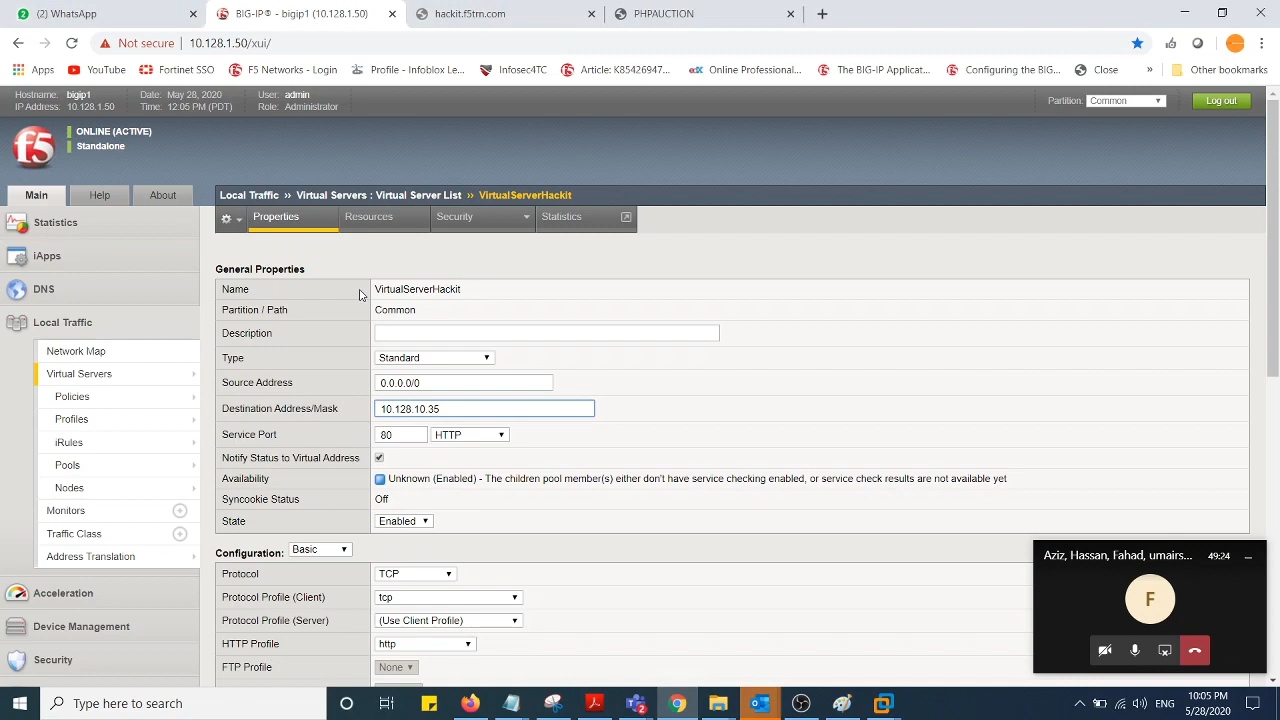 (2) WhatsApp
BIG-IP® - bigip1 (10.128.1.50)
hackit.f5trn.com
PHPAUCTION
Not secure
10.128.1.50/xui/
Apps
YouTube
Fortinet SSO
F5 Networks - Login
Profile - Infoblox Le...
Infosec4TC
Article: K85426947...
Online Professional...
The BIG-IP Applicat...
Configuring the BIG...
Close
»
Other bookmarks
Hostname: bigip1
Date: May 28, 2020
User: admin
IP Address: 10.128.1.50
Time: 12:05 PM (PDT)
Role: Administrator
Partition: Common
Log out
f5
ONLINE (ACTIVE)
Standalone
Main
Help
About
Local Traffic ›› Virtual Servers : Virtual Server List ›› VirtualServerHackit
Properties
Resources
Security
Statistics
Statistics
iApps
DNS
Local Traffic
Network Map
Virtual Servers
Policies
Profiles
iRules
Pools
Nodes
Monitors
Traffic Class
Address Translation
Acceleration
Device Management
Security
General Properties
Name VirtualServerHackit
Partition / Path Common
Description
Type Standard
Source Address 0.0.0.0/0
Destination Address/Mask 10.128.10.35
Service Port 80 HTTP
Notify Status to Virtual Address
Availability Unknown (Enabled) - The children pool member(s) either don't have service checking enabled, or service check results are not available yet
Syncookie Status Off
State Enabled
Configuration: Basic
Protocol TCP
Protocol Profile (Client) tcp
Protocol Profile (Server) (Use Client Profile)
HTTP Profile http
FTP Profile None
Aziz, Hassan, Fahad, umairs...
49:24
F
Type here to search
10:05 PM
5/28/2020